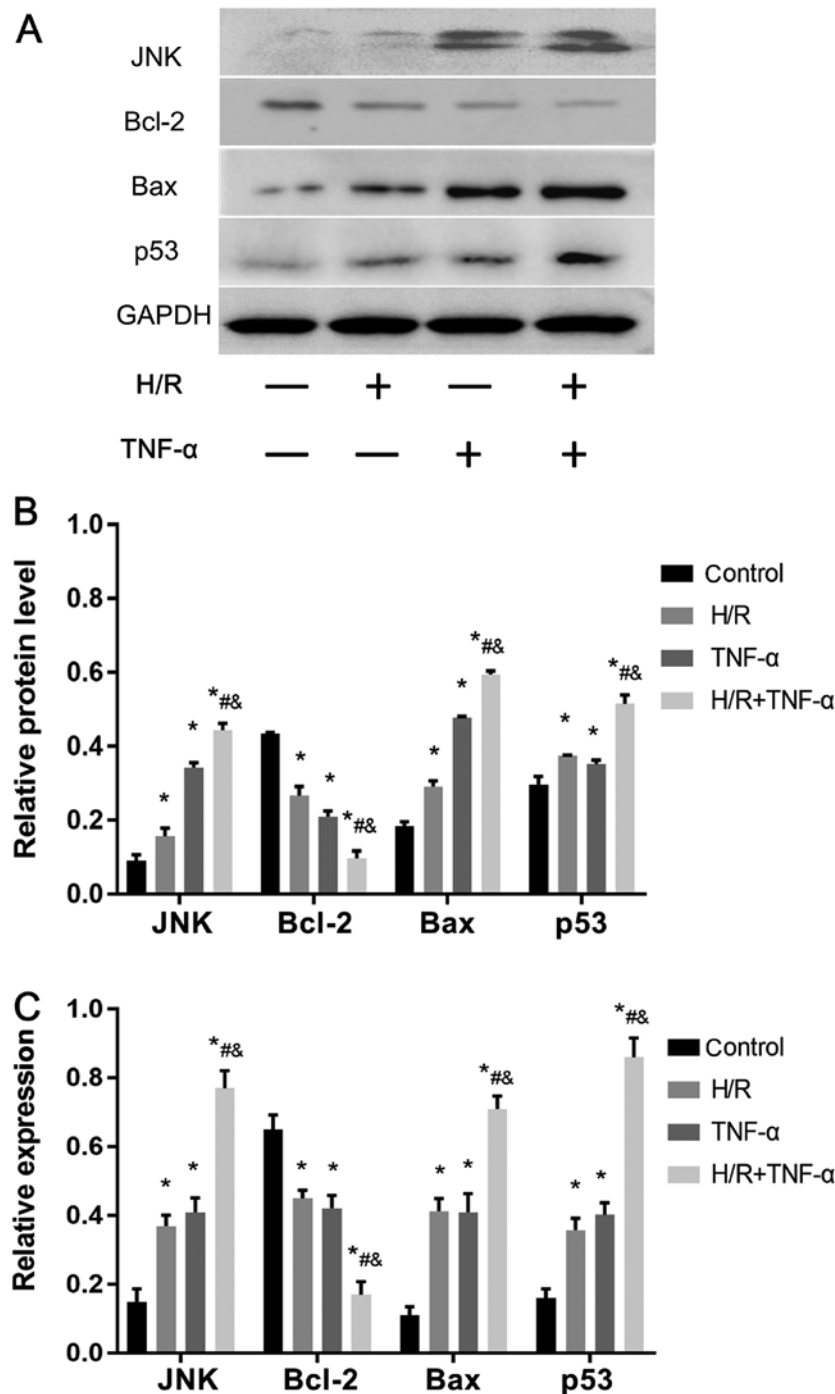 A
JNK
Bcl-2
Bax
p53
GAPDH
H/R — + — +
TNF-α — — + +
B
Relative protein level
1.0
0.8
0.6
0.4
0.2
0.0
* * *#&
* * *#&
* * *#&
* * *#&
JNK Bcl-2 Bax p53
Control
H/R
TNF-α
H/R+TNF-α
C
Relative expression
1.0
0.8
0.6
0.4
0.2
0.0
* * *#&
* * *#&
* * *#&
* * *#&
JNK Bcl-2 Bax p53
Control
H/R
TNF-α
H/R+TNF-α